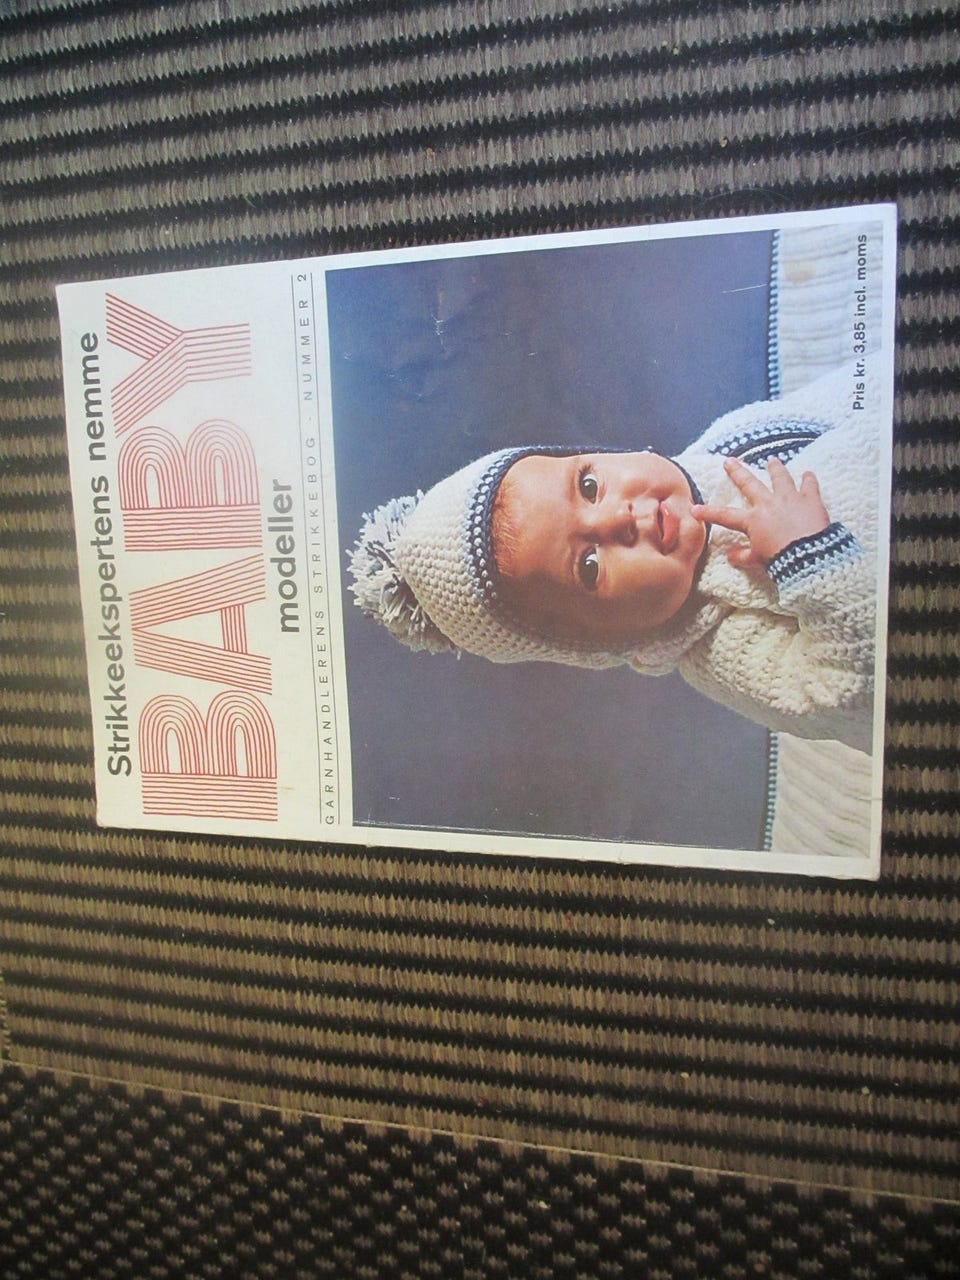 Strikkeekspertens nemme
BABY
modeller
GARNHANDLERENS STRIKKEBOG - NUMMER 2
Pris kr. 3,85 incl. moms